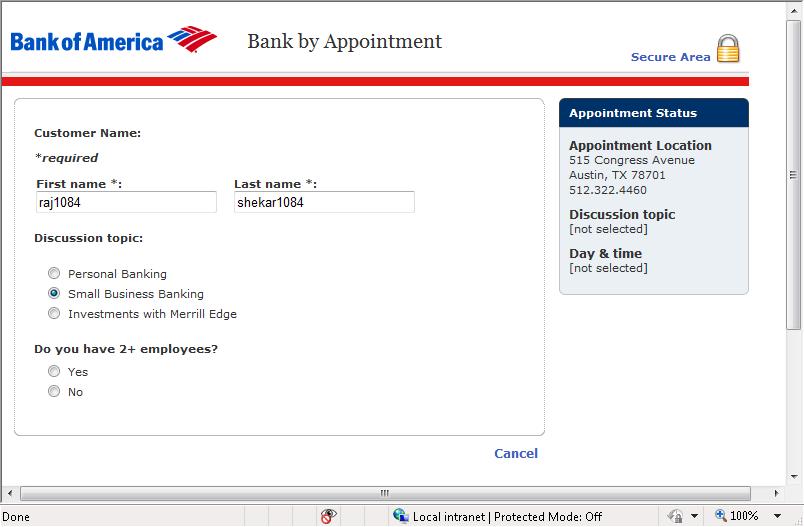 Bank of America Bank by Appointment
Secure Area
Customer Name:
*required
First name *: Last name *:
raj1084 shekar1084
Discussion topic:
Personal Banking
Small Business Banking
Investments with Merrill Edge
Do you have 2+ employees?
Yes
No
Cancel
Appointment Status
Appointment Location
515 Congress Avenue
Austin, TX 78701
512.322.4460
Discussion topic
[not selected]
Day & time
[not selected]
Done Local intranet | Protected Mode: Off 100%